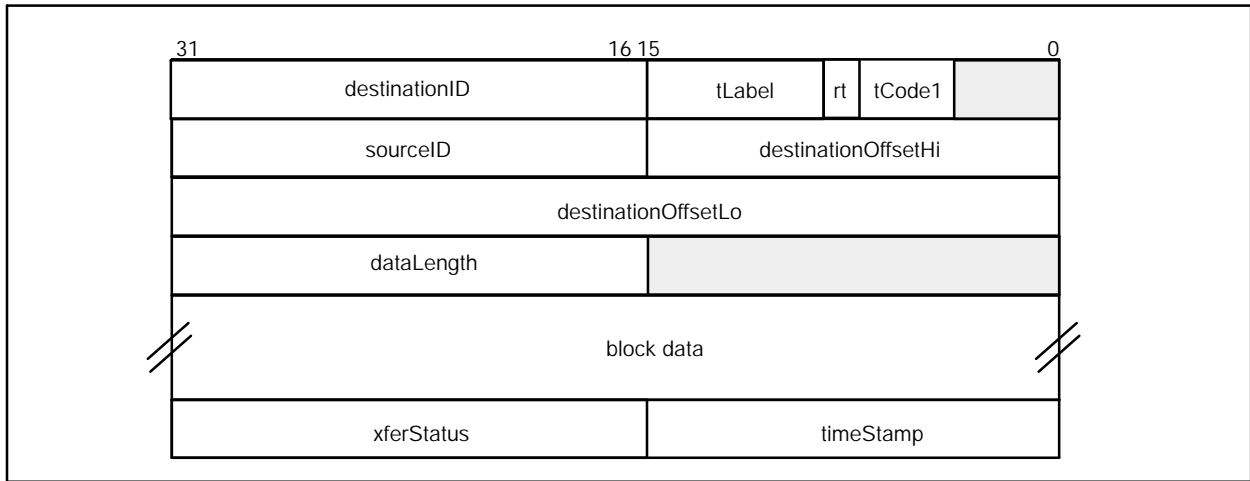 31 16 15 0
destinationID tLabel rt tCode1
sourceID destinationOffsetHi
destinationOffsetLo
dataLength
block data
xferStatus timeStamp